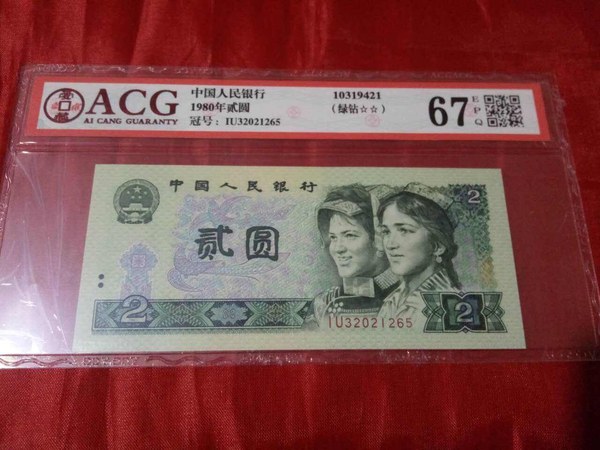 ACG
AI CANG GUARANTY
中国人民银行
1980年贰圆
冠号：IU32021265
10319421
（绿钻☆☆）
67 EPQ
中国人民银行
贰圆
2
2
2
IU32021265